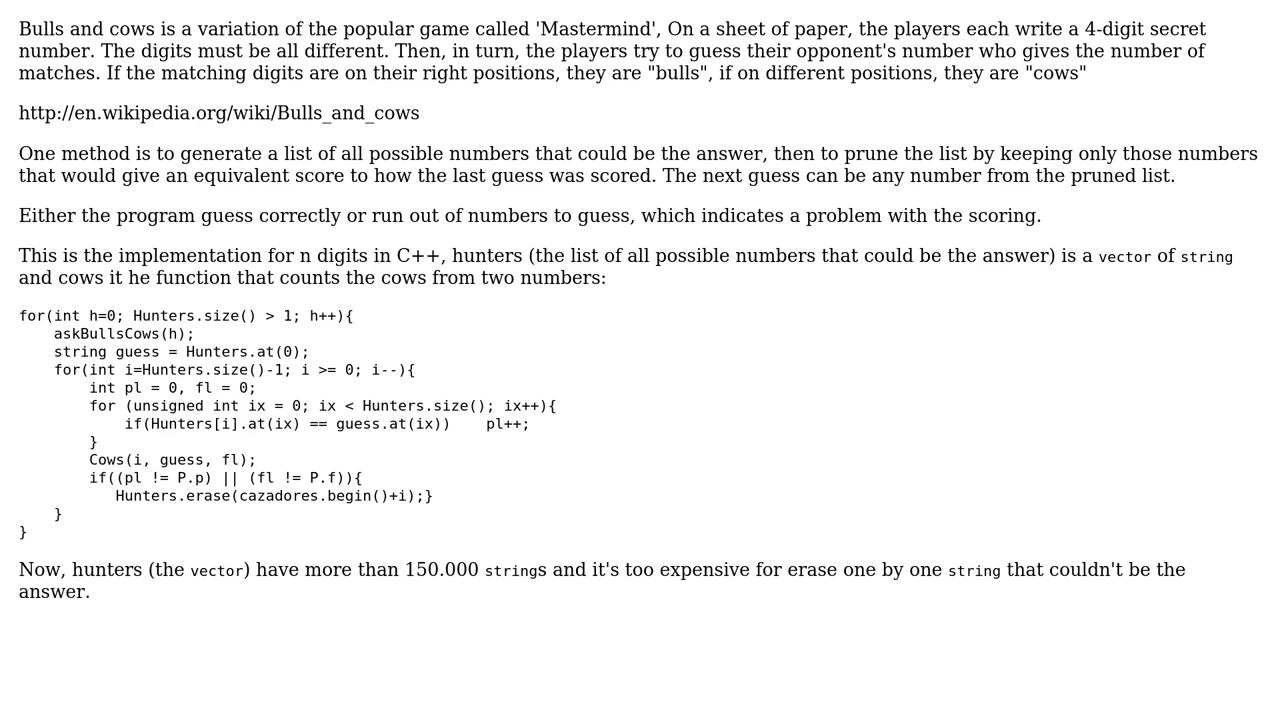 Bulls and cows is a variation of the popular game called 'Mastermind', On a sheet of paper, the players each write a 4-digit secret
number. The digits must be all different. Then, in turn, the players try to guess their opponent's number who gives the number of
matches. If the matching digits are on their right positions, they are "bulls", if on different positions, they are "cows"
http://en.wikipedia.org/wiki/Bulls_and_cows
One method is to generate a list of all possible numbers that could be the answer, then to prune the list by keeping only those numbers
that would give an equivalent score to how the last guess was scored. The next guess can be any number from the pruned list.
Either the program guess correctly or run out of numbers to guess, which indicates a problem with the scoring.
This is the implementation for n digits in C++, hunters (the list of all possible numbers that could be the answer) is a vector of string
and cows it he function that counts the cows from two numbers:
for(int h=0; Hunters.size() > 1; h++){
    askBullsCows(h);
    string guess = Hunters.at(0);
    for(int i=Hunters.size()-1; i >= 0; i--){
        int pl = 0, fl = 0;
        for (unsigned int ix = 0; ix < Hunters.size(); ix++){
            if(Hunters[i].at(ix) == guess.at(ix))    pl++;
        }
        Cows(i, guess, fl);
        if((pl != P.p) || (fl != P.f)){
           Hunters.erase(cazadores.begin()+i);}
    }
}
Now, hunters (the vector) have more than 150.000 strings and it's too expensive for erase one by one string that couldn't be the
answer.